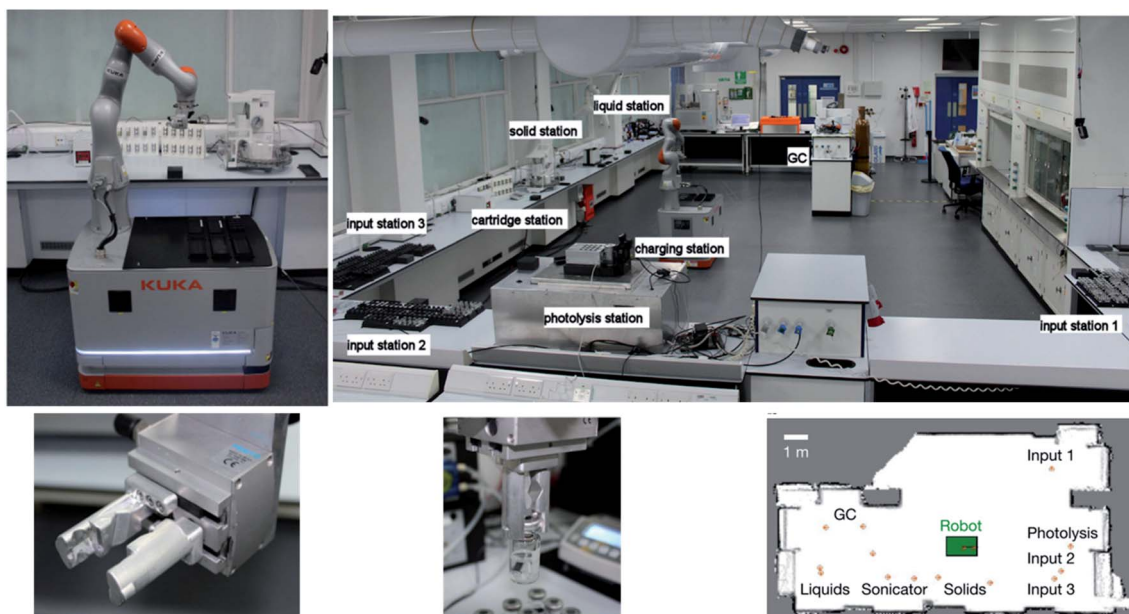 KUKA
KUKA
liquid station
solid station
GC
input station 3
cartridge station
charging station
photolysis station
input station 1
input station 2
1 m
Input 1
GC
Robot
Photolysis
Input 2
Liquids
Sonicator
Solids
Input 3